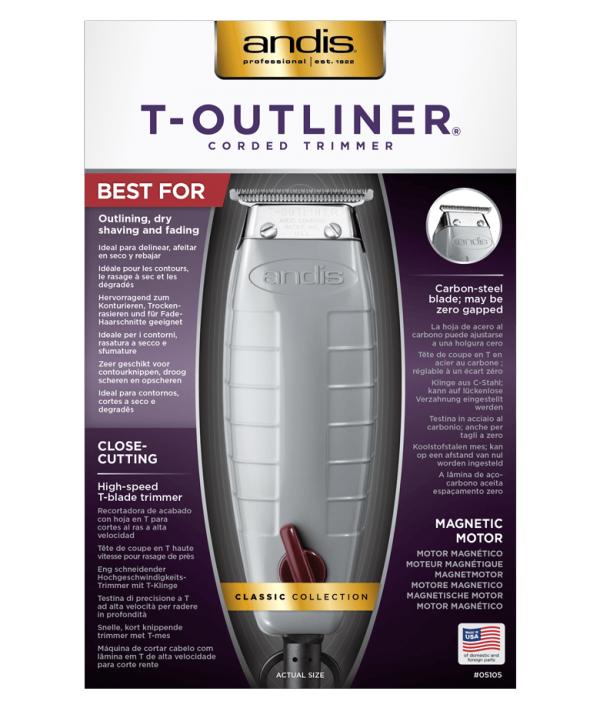 andis
professional | est. 1922
T-OUTLINER®
CORDED TRIMMER
BEST FOR
Outlining, dry
shaving and fading
Ideal para delinear, afeitar
en seco y rebajar
Idéale pour les contours,
le rasage à sec et les
dégradés
Hervorragend zum
Konturieren, Trocken-
rasieren und für Fade-
Haarschnitte geeignet
Ideale per i contorni,
rasatura a secco e
sfumature
Zeer geschikt voor
contourknippen, droog
scheren en opscheren
Ideal para contornos,
cortes a seco e
degradês
CLOSE-
CUTTING
High-speed
T-blade trimmer
Recortadora de acabado
con hoja en T para
cortes al ras a alta
velocidad
Tête de coupe en T haute
vitesse pour rasage de près
Eng schneidender
Hochgeschwindigkeits-
Trimmer mit T-Klinge
Testina di precisione a T
ad alta velocità per radere
in profondità
Snelle, kort knippende
trimmer met T-mes
Máquina de cortar cabelo com
lâmina em T de alta velocidade
para corte rente
T-OUTLINER
andis
CLASSIC COLLECTION
ACTUAL SIZE
andis
Carbon-steel
blade; may be
zero gapped
La hoja de acero al
carbono puede ajustarse
a una holgura cero
Tête de coupe en T en
acier au carbone ;
réglable à un écart zéro
Klinge aus C-Stahl;
kann auf lückenlose
Verzahnung eingestellt
werden
Testina in acciaio al
carbonio; anche per
tagli a zero
Koolstofstalen mes; kan
op een afstand van nul
worden ingesteld
A lâmina de aço-
carbono aceita
espaçamento zero
MAGNETIC
MOTOR
MOTOR MAGNÉTICO
MOTEUR MAGNÉTIQUE
MAGNETMOTOR
MOTORE MAGNETICO
MAGNETISCHE MOTOR
MOTOR MAGNÉTICO
Made in
USA
of domestic and
foreign parts
#05105